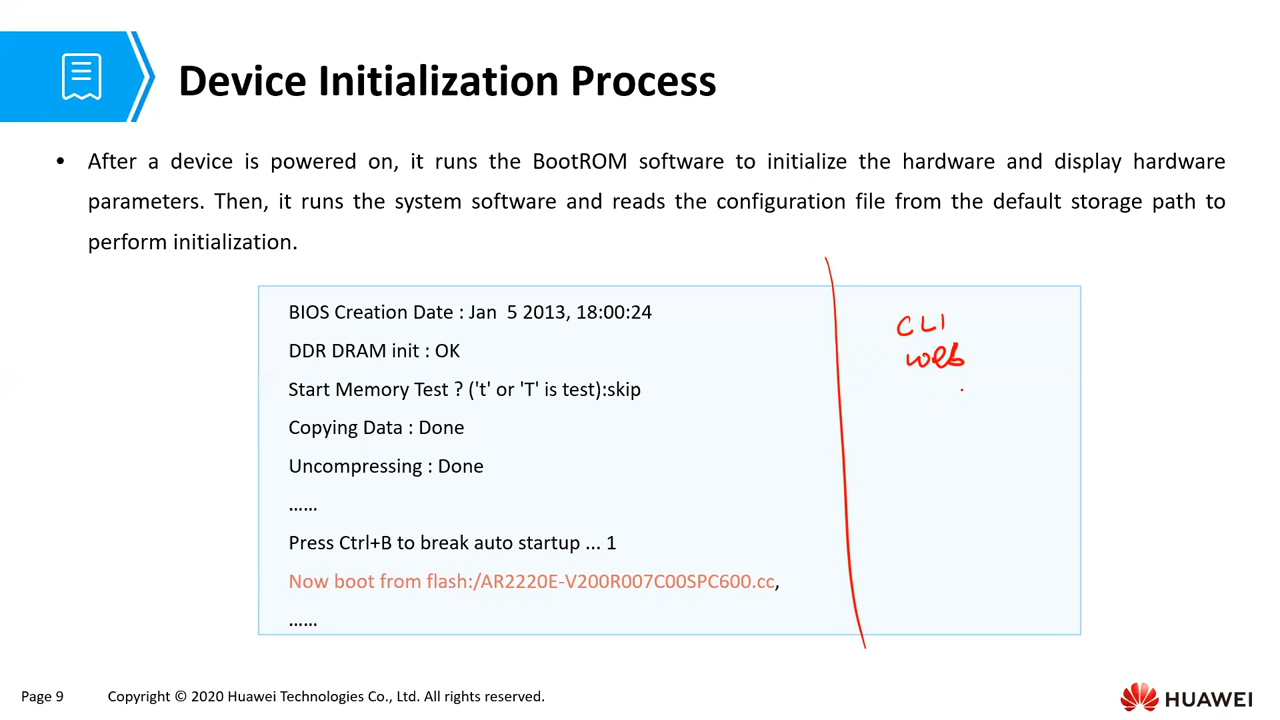 Device Initialization Process
• After a device is powered on, it runs the BootROM software to initialize the hardware and display hardware
parameters. Then, it runs the system software and reads the configuration file from the default storage path to
perform initialization.
BIOS Creation Date : Jan 5 2013, 18:00:24
DDR DRAM init : OK
Start Memory Test ? ('t' or 'T' is test):skip
Copying Data : Done
Uncompressing : Done
……
Press Ctrl+B to break auto startup ... 1
Now boot from flash:/AR2220E-V200R007C00SPC600.cc,
……
CLI
web
Page 9 Copyright © 2020 Huawei Technologies Co., Ltd. All rights reserved.
HUAWEI